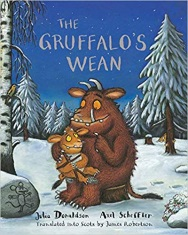 THE
GRUFFALO'S
WEAN
Julia Donaldson Axel Scheffler
Translated into Scots by James Robertson